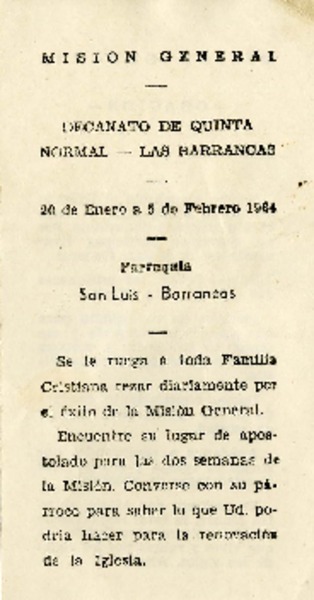 MISION GENERAL
DECANATO DE QUINTA
NORMAL — LAS BARRANCAS
20 de Enero a 5 de Febrero 1964
Parroquia
San Luis - Barrancas
Se le ruega a toda Familia
Cristiana rezar diariamente por
el éxito de la Misión General.
Encuentre su lugar de apos-
tolado para las dos semanas de
la Misión. Converse con su pá-
rroco para saber lo que Ud. po-
dría hacer para la renovación
de la Iglesia.